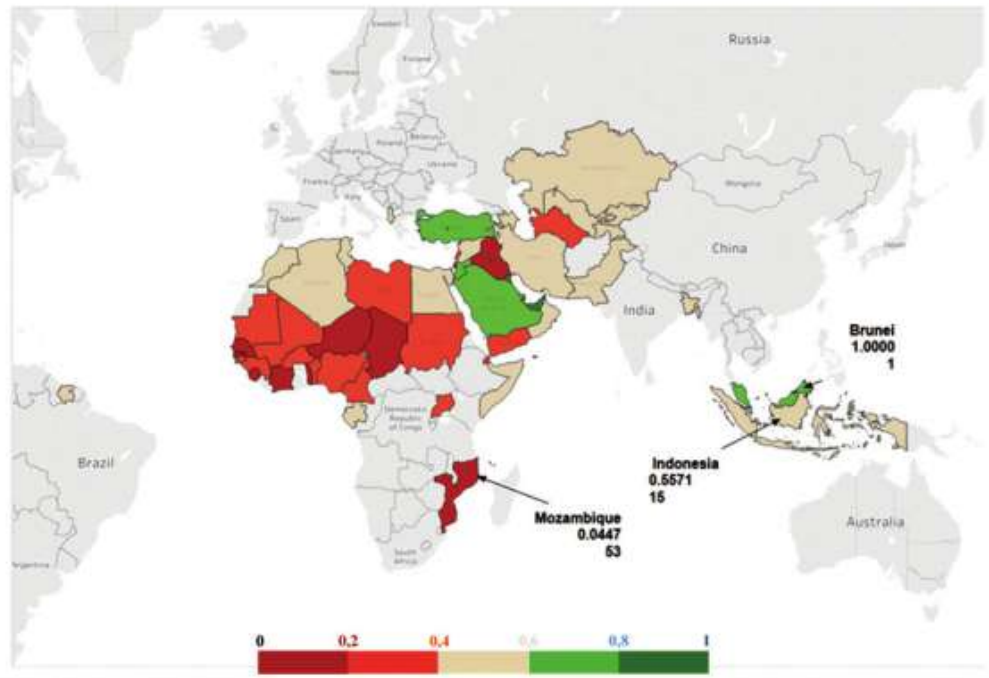 Sweden
Russia
Finland
Norway
Poland
Belarus
Germany
Ukraine
France
Italy
Spain
Mongolia
China
Japan
India
Brunei
1.0000
1
Democratic
Republic
of Congo
Brazil
Indonesia
0.5571
15
Mozambique
0.0447
53
Australia
South
Africa
Argentina
0 0,2 0,4 0,6 0,8 1